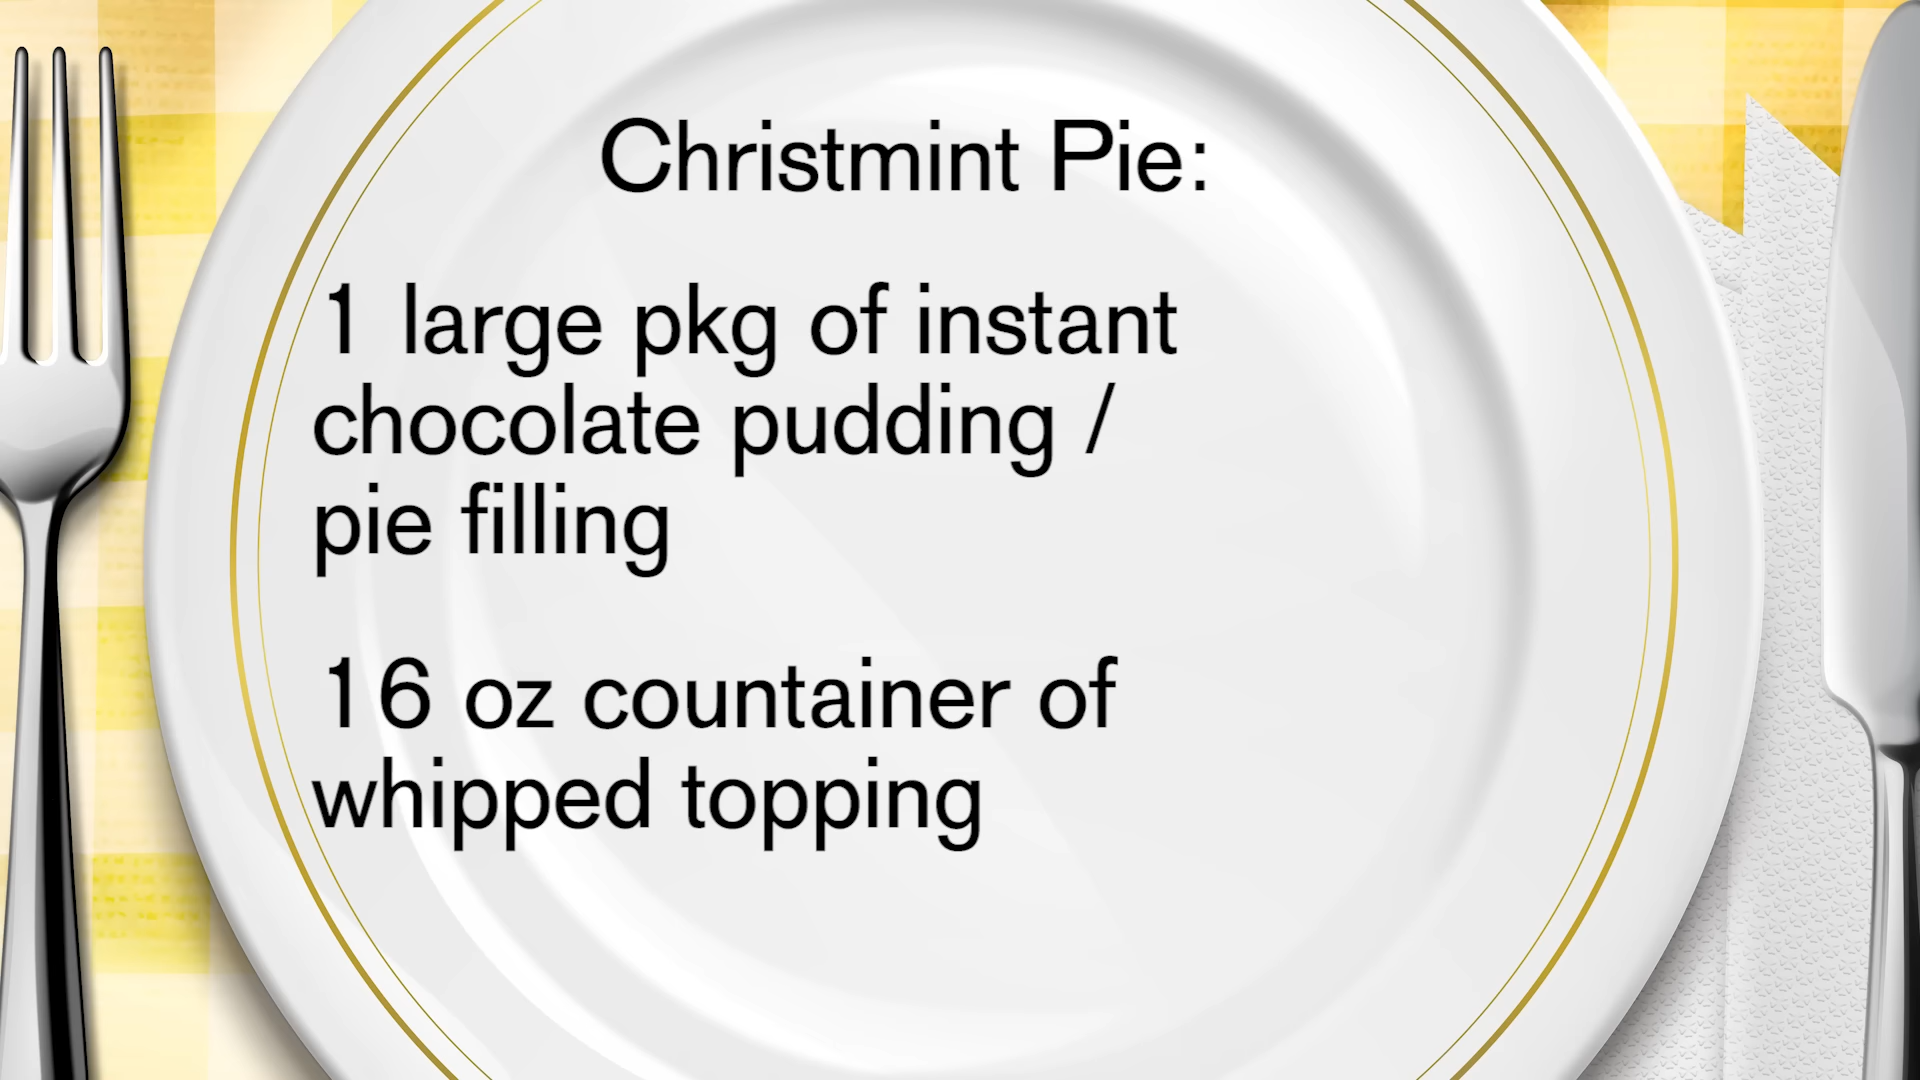 Christmint Pie:
1 large pkg of instant
chocolate pudding /
pie filling
16 oz countainer of
whipped topping